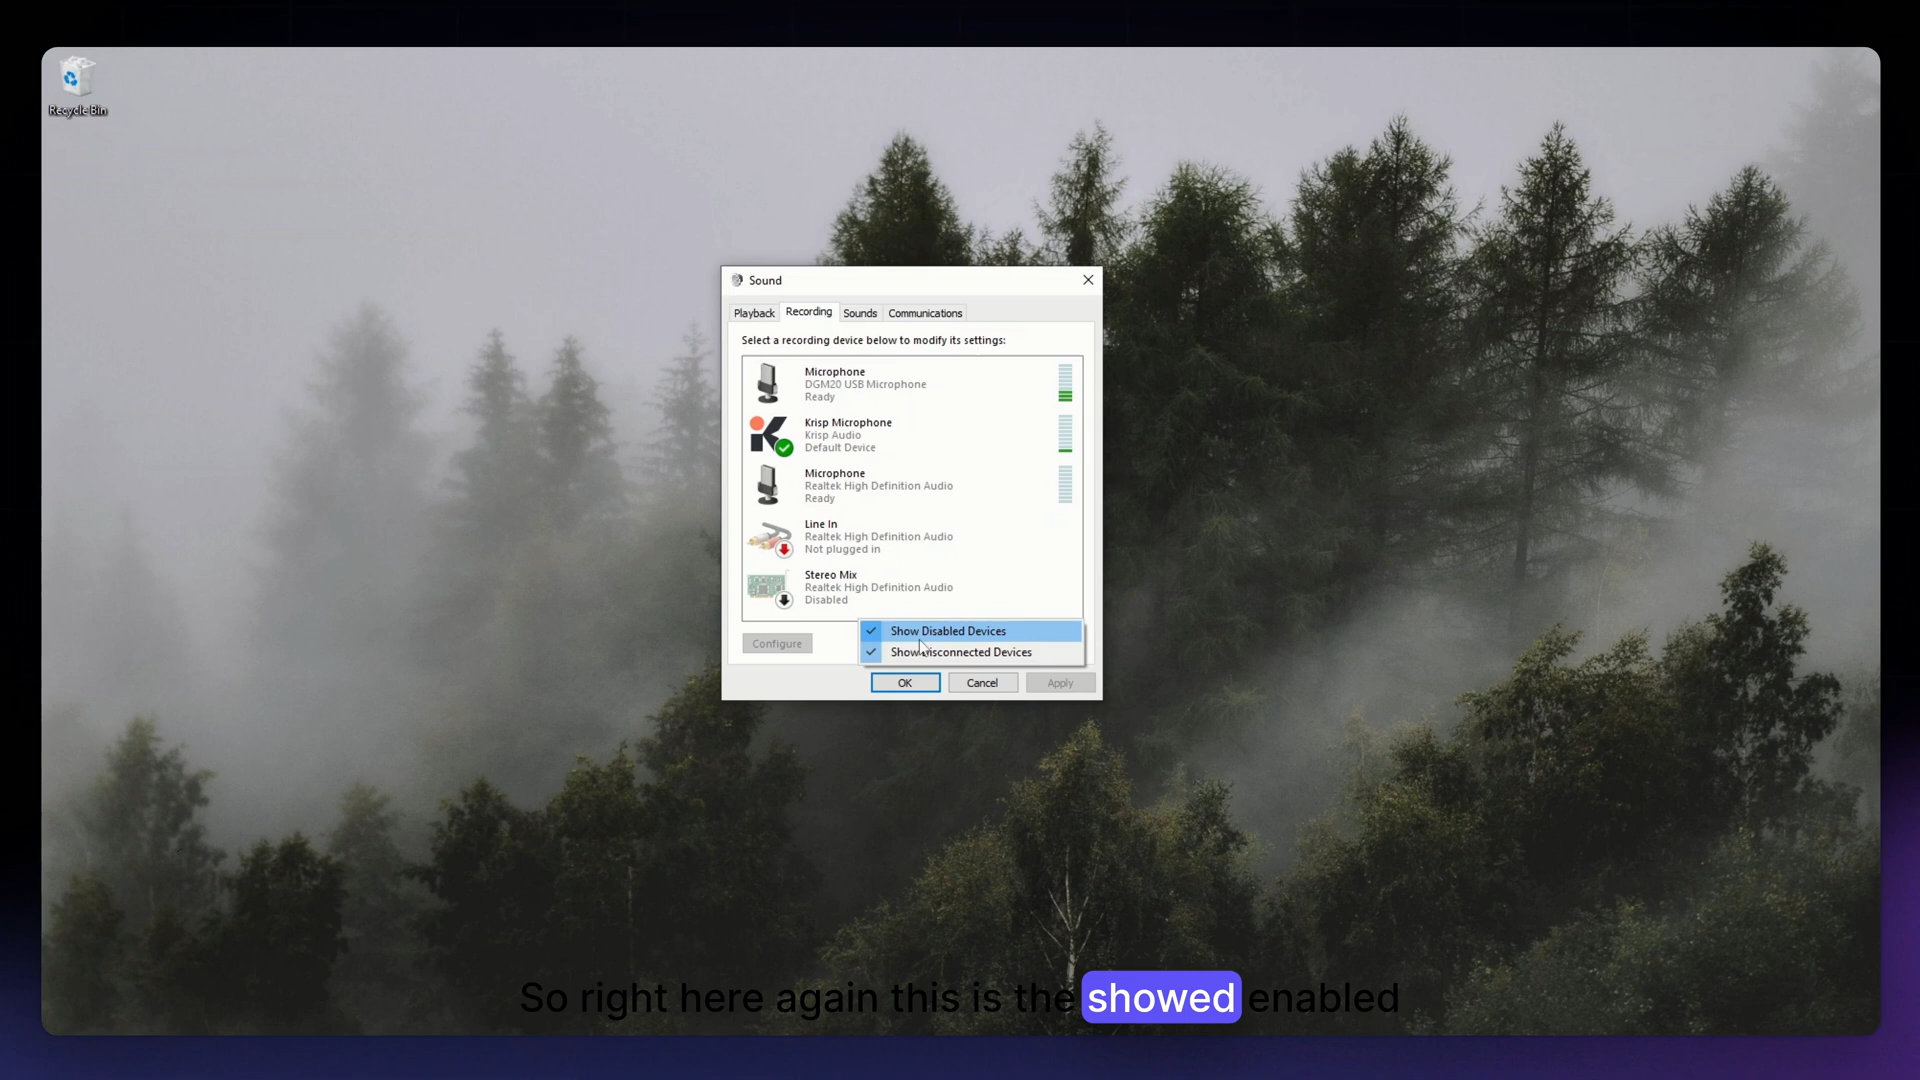 Recycle Bin
Sound
Playback
Recording
Sounds
Communications
Select a recording device below to modify its settings:
Microphone
DGM20 USB Microphone
Ready
Krisp Microphone
Krisp Audio
Default Device
Microphone
Realtek High Definition Audio
Ready
Line In
Realtek High Definition Audio
Not plugged in
Stereo Mix
Realtek High Definition Audio
Disabled
Show Disabled Devices
Configure
Show Disconnected Devices
OK
Cancel
Apply
So right here again this is the showed enabled